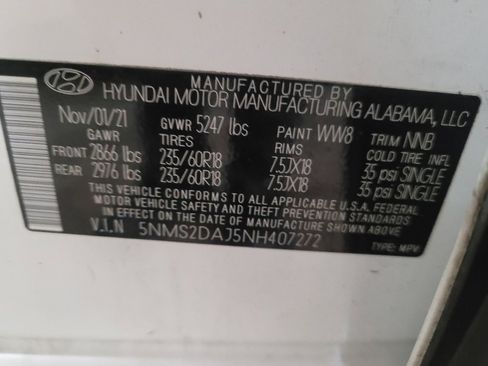 MANUFACTURED BY
HYUNDAI MOTOR MANUFACTURING ALABAMA, LLC
Nov/01/21 GVWR 5247 lbs PAINT WW8 TRIM NNB
GAWR TIRES RIMS COLD TIRE INFL
FRONT 2866 lbs 235/60R18 7.5JX18 35 psi SINGLE
REAR 2976 lbs 235/60R18 7.5JX18 35 psi SINGLE
THIS VEHICLE CONFORMS TO ALL APPLICABLE U.S.A. FEDERAL
MOTOR VEHICLE SAFETY AND THEFT PREVENTION STANDARDS
IN EFFECT ON THE DATE OF MANUFACTURE SHOWN ABOVE.
V.I.N 5NMS2DAJ5NH407272 TYPE: MPV